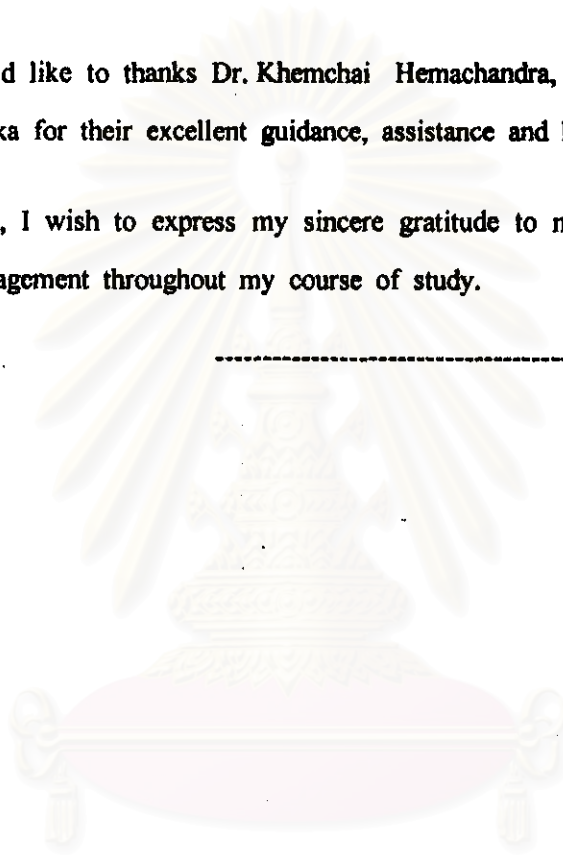 d like to thanks Dr. Khemchai Hemachandra,
ka for their excellent guidance, assistance and
, I wish to express my sincere gratitude to
agement throughout my course of study.